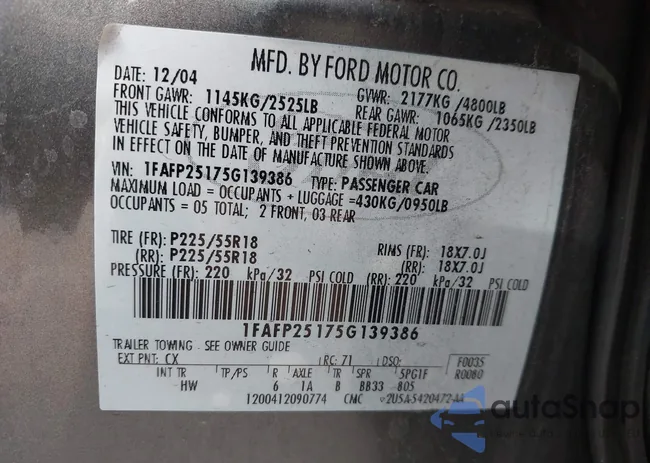 MFD. BY FORD MOTOR CO.
DATE: 12/04 GVWR: 2177KG /4800LB
FRONT GAWR: 1145KG/2525LB REAR GAWR: 1065KG/2350LB
THIS VEHICLE CONFORMS TO ALL APPLICABLE FEDERAL MOTOR
VEHICLE SAFETY, BUMPER, AND THEFT PREVENTION STANDARDS
IN EFFECT ON THE DATE OF MANUFACTURE SHOWN ABOVE.
VIN: 1FAFP25175G139386 TYPE: PASSENGER CAR
MAXIMUM LOAD = OCCUPANTS + LUGGAGE =430KG/0950LB
OCCUPANTS = 05 TOTAL; 2 FRONT, 03 REAR
TIRE (FR): P225/55R18 RIMS (FR): 18X7.0J
(RR): P225/55R18 (RR): 18X7.0J
PRESSURE (FR): 220 kPa/32 PSI COLD (RR): 220 kPa/32 PSI COLD
1FAFP25175G139386
TRAILER TOWING - SEE OWNER GUIDE
EXT PNT: CX RC: 71 DSO: F0035
INT TR TP/PS R AXLE TR SPR 5PG1F R0080
HW 6 1A B BB33 805
1200412090774 CMC 2U5A-5420472-AA
autoSnap